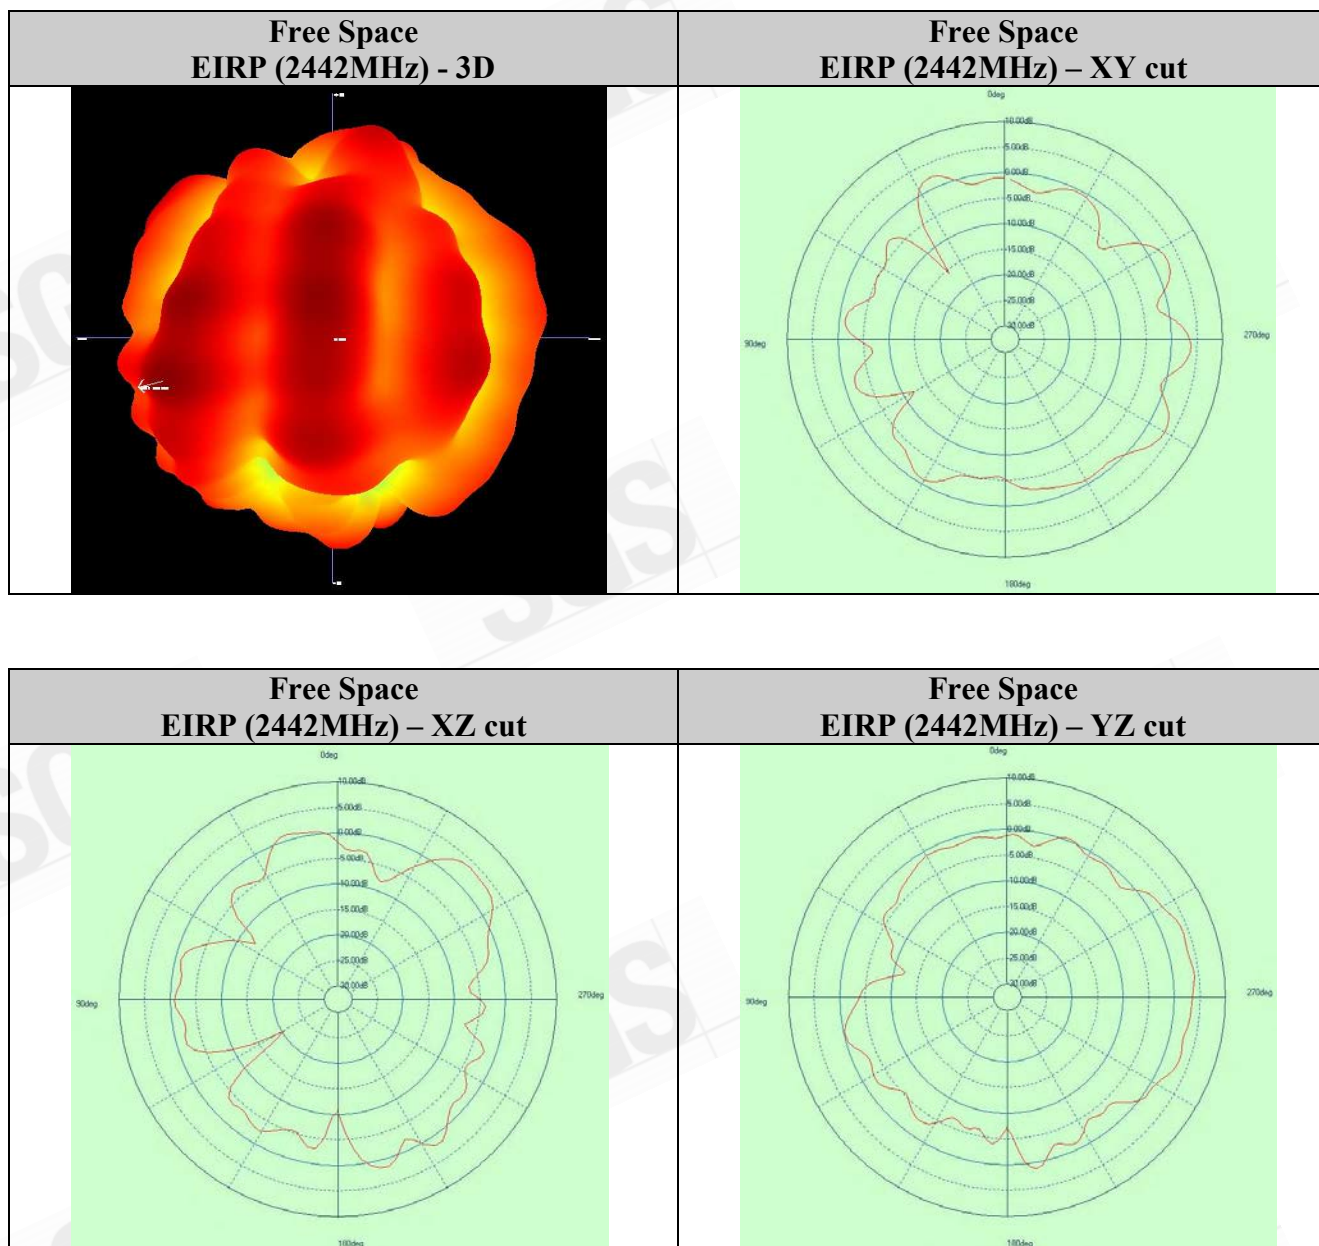 Free Space
EIRP (2442MHz) - 3D
Free Space
EIRP (2442MHz) – XY cut
0deg
10.00dB
5.00dB
0.00dB
5.00dB
10.00dB
15.00dB
20.00dB
25.00dB
30.00dB
90deg
270deg
180deg
Free Space
EIRP (2442MHz) – XZ cut
0deg
10.00dB
5.00dB
0.00dB
5.00dB
10.00dB
15.00dB
20.00dB
25.00dB
30.00dB
90deg
270deg
180deg
Free Space
EIRP (2442MHz) – YZ cut
0deg
10.00dB
5.00dB
0.00dB
5.00dB
10.00dB
15.00dB
20.00dB
25.00dB
30.00dB
90deg
270deg
180deg
SGS